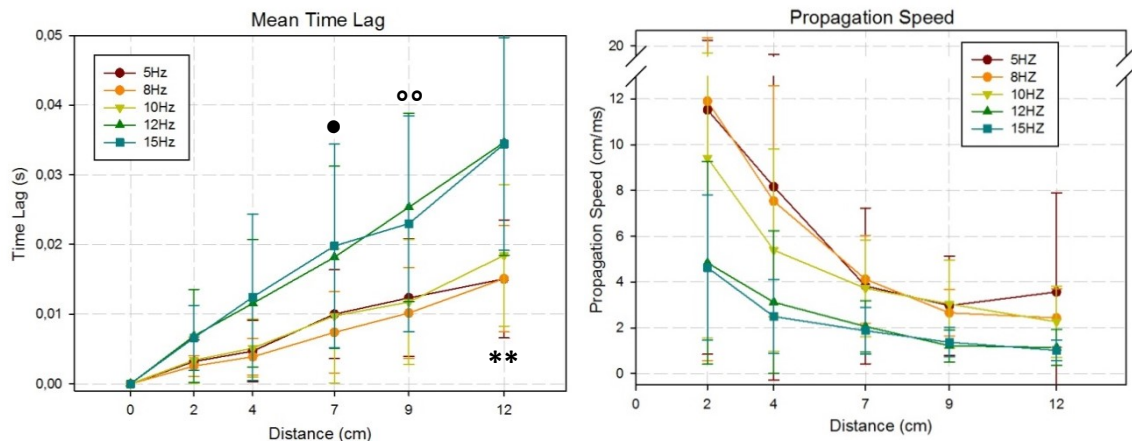 Mean Time Lag
0,05
0,04
0,03
0,02
0,01
0,00
Time Lag (s)
5Hz
8Hz
10Hz
12Hz
15Hz
**
0
2
4
7
9
12
Distance (cm)
Propagation Speed
20
12
10
8
6
4
2
0
Propagation Speed (cm/ms)
5HZ
8HZ
10HZ
12HZ
15HZ
0
2
4
7
9
12
Distance (cm)